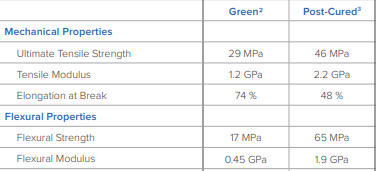 Green² Post-Cured³
Mechanical Properties
Ultimate Tensile Strength 29 MPa 46 MPa
Tensile Modulus 1.2 GPa 2.2 GPa
Elongation at Break 74 % 48 %
Flexural Properties
Flexural Strength 17 MPa 65 MPa
Flexural Modulus 0.45 GPa 1.9 GPa